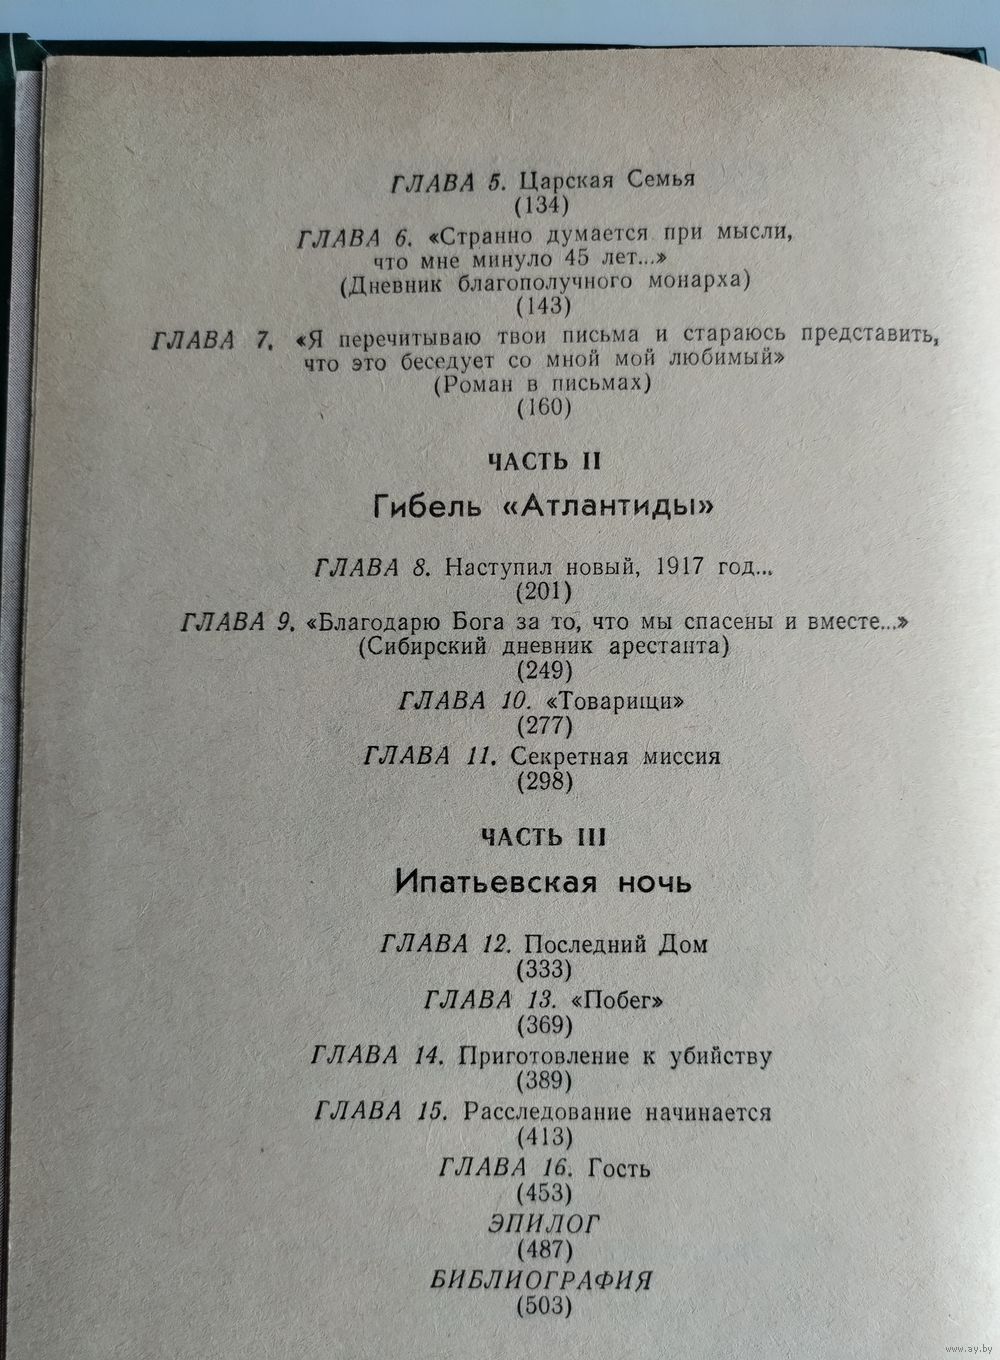 ГЛАВА 5. Царская Семья
(134)
ГЛАВА 6. «Странно думается при мысли,
что мне минуло 45 лет...»
(Дневник благополучного монарха)
(143)
ГЛАВА 7. «Я перечитываю твои письма и стараюсь представить,
что это беседует со мной мой любимый»
(Роман в письмах)
(160)
ЧАСТЬ II
Гибель «Атлантиды»
ГЛАВА 8. Наступил новый, 1917 год...
(201)
ГЛАВА 9. «Благодарю Бога за то, что мы спасены и вместе...»
(Сибирский дневник арестанта)
(249)
ГЛАВА 10. «Товарищи»
(277)
ГЛАВА 11. Секретная миссия
(298)
ЧАСТЬ III
Ипатьевская ночь
ГЛАВА 12. Последний Дом
(333)
ГЛАВА 13. «Побег»
(369)
ГЛАВА 14. Приготовление к убийству
(389)
ГЛАВА 15. Расследование начинается
(413)
ГЛАВА 16. Гость
(453)
ЭПИЛОГ
(487)
БИБЛИОГРАФИЯ
(503)
www.ay.by